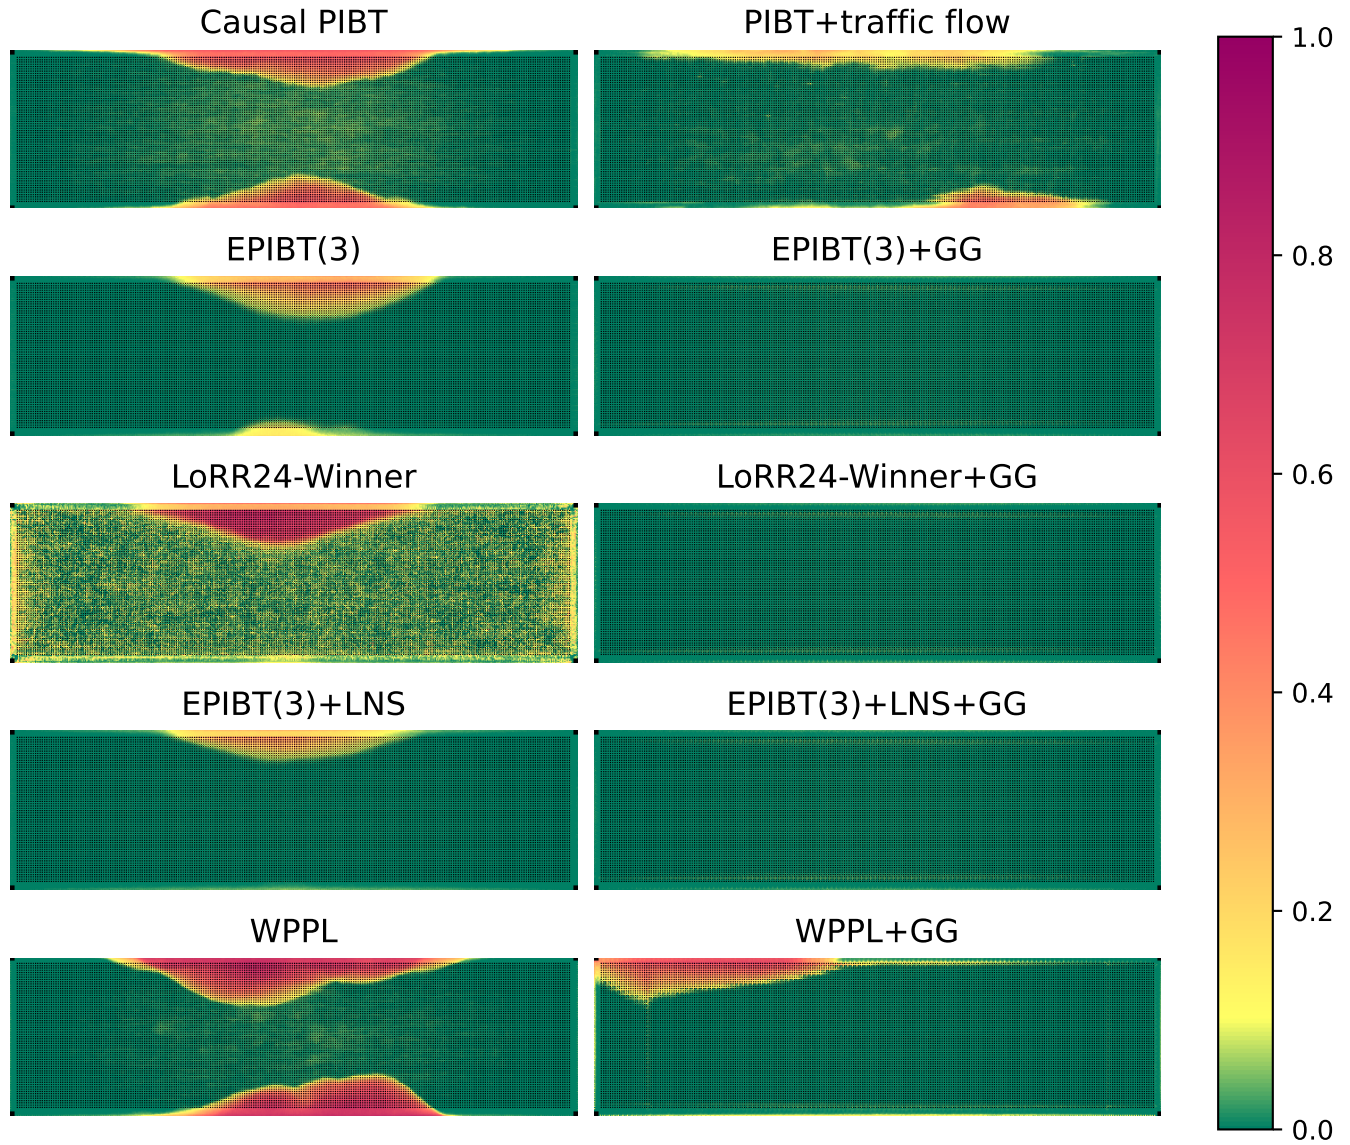 Causal PIBT
PIBT+traffic flow
EPIBT(3)
EPIBT(3)+GG
LoRR24-Winner
LoRR24-Winner+GG
EPIBT(3)+LNS
EPIBT(3)+LNS+GG
WPPL
WPPL+GG
1.0
0.8
0.6
0.4
0.2
0.0